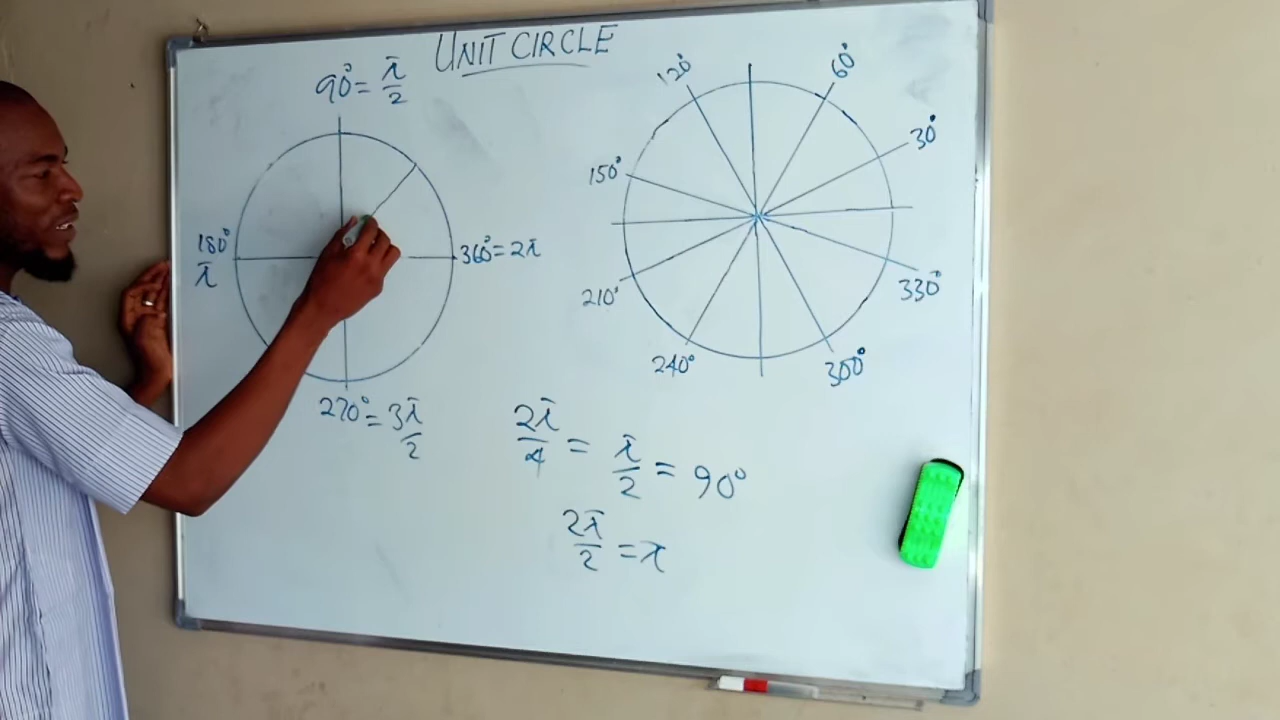 UNIT CIRCLE
90° = π/2
180°
π
360° = 2π
270° = 3π/2
120°
60°
30°
150°
210°
240°
300°
330°
2π/4 = π/2 = 90°
2π/2 = π